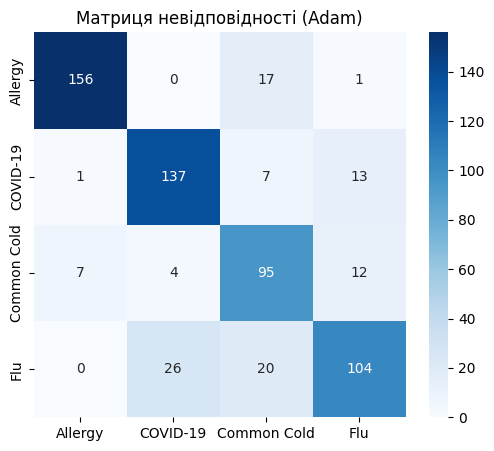 Матриця невідповідності (Adam)
Allergy 156 0 17 1
COVID-19 1 137 7 13
Common Cold 7 4 95 12
Flu 0 26 20 104
Allergy COVID-19 Common Cold Flu
140
120
100
80
60
40
20
0